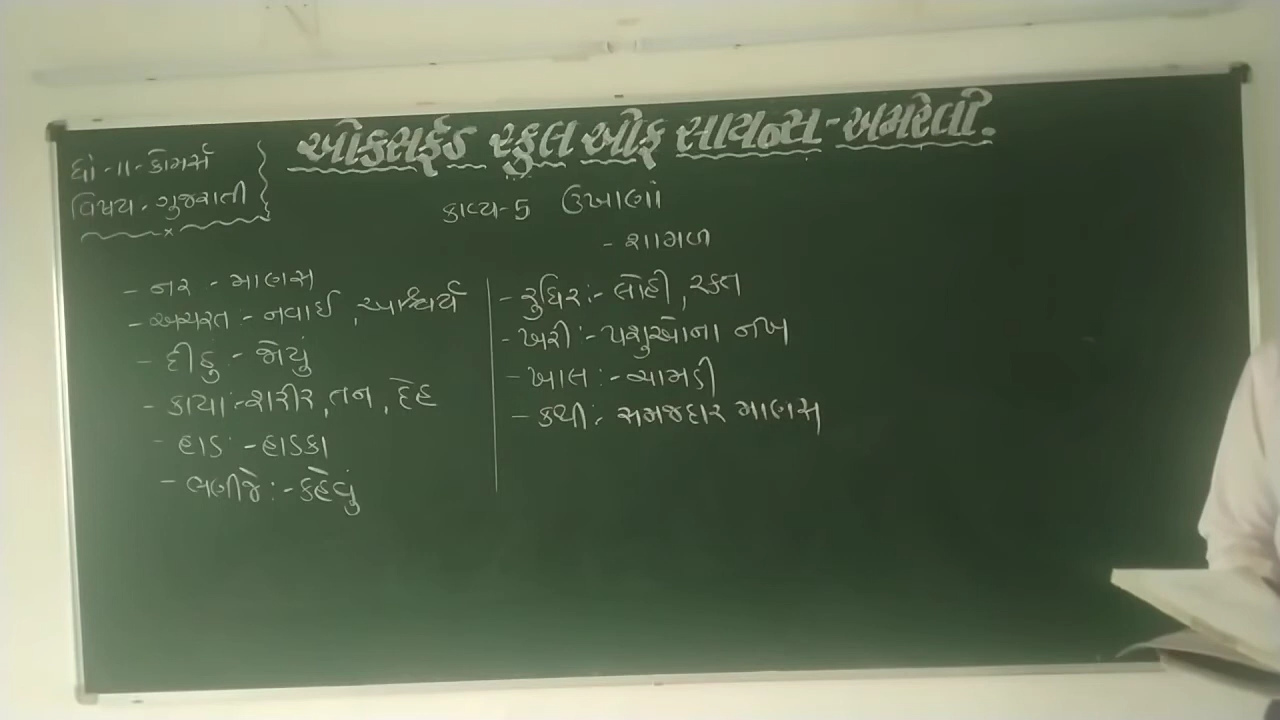 ઓક્સફર્ડ સ્કુલ ઓફ સાયન્સ - અમરેલી.
ધો-૧૧-કોમર્સ
વિષય - ગુજરાતી
કાવ્ય-5 ઉખાણાં
- શામળ
- નર - માણસ
- અચરત :- નવાઈ, આશ્ચર્ય
- દીઠું :- જોયું
- કાયા :- શરીર, તન, દેહ
- હાડ :- હાડકા
- ભણીજે :- કહેવું
- રુધિર :- લોહી, રક્ત
- ખરી :- પશુઓના નખ
- ખાલ :- ચામડી
- કથી :- સમજદાર માણસ